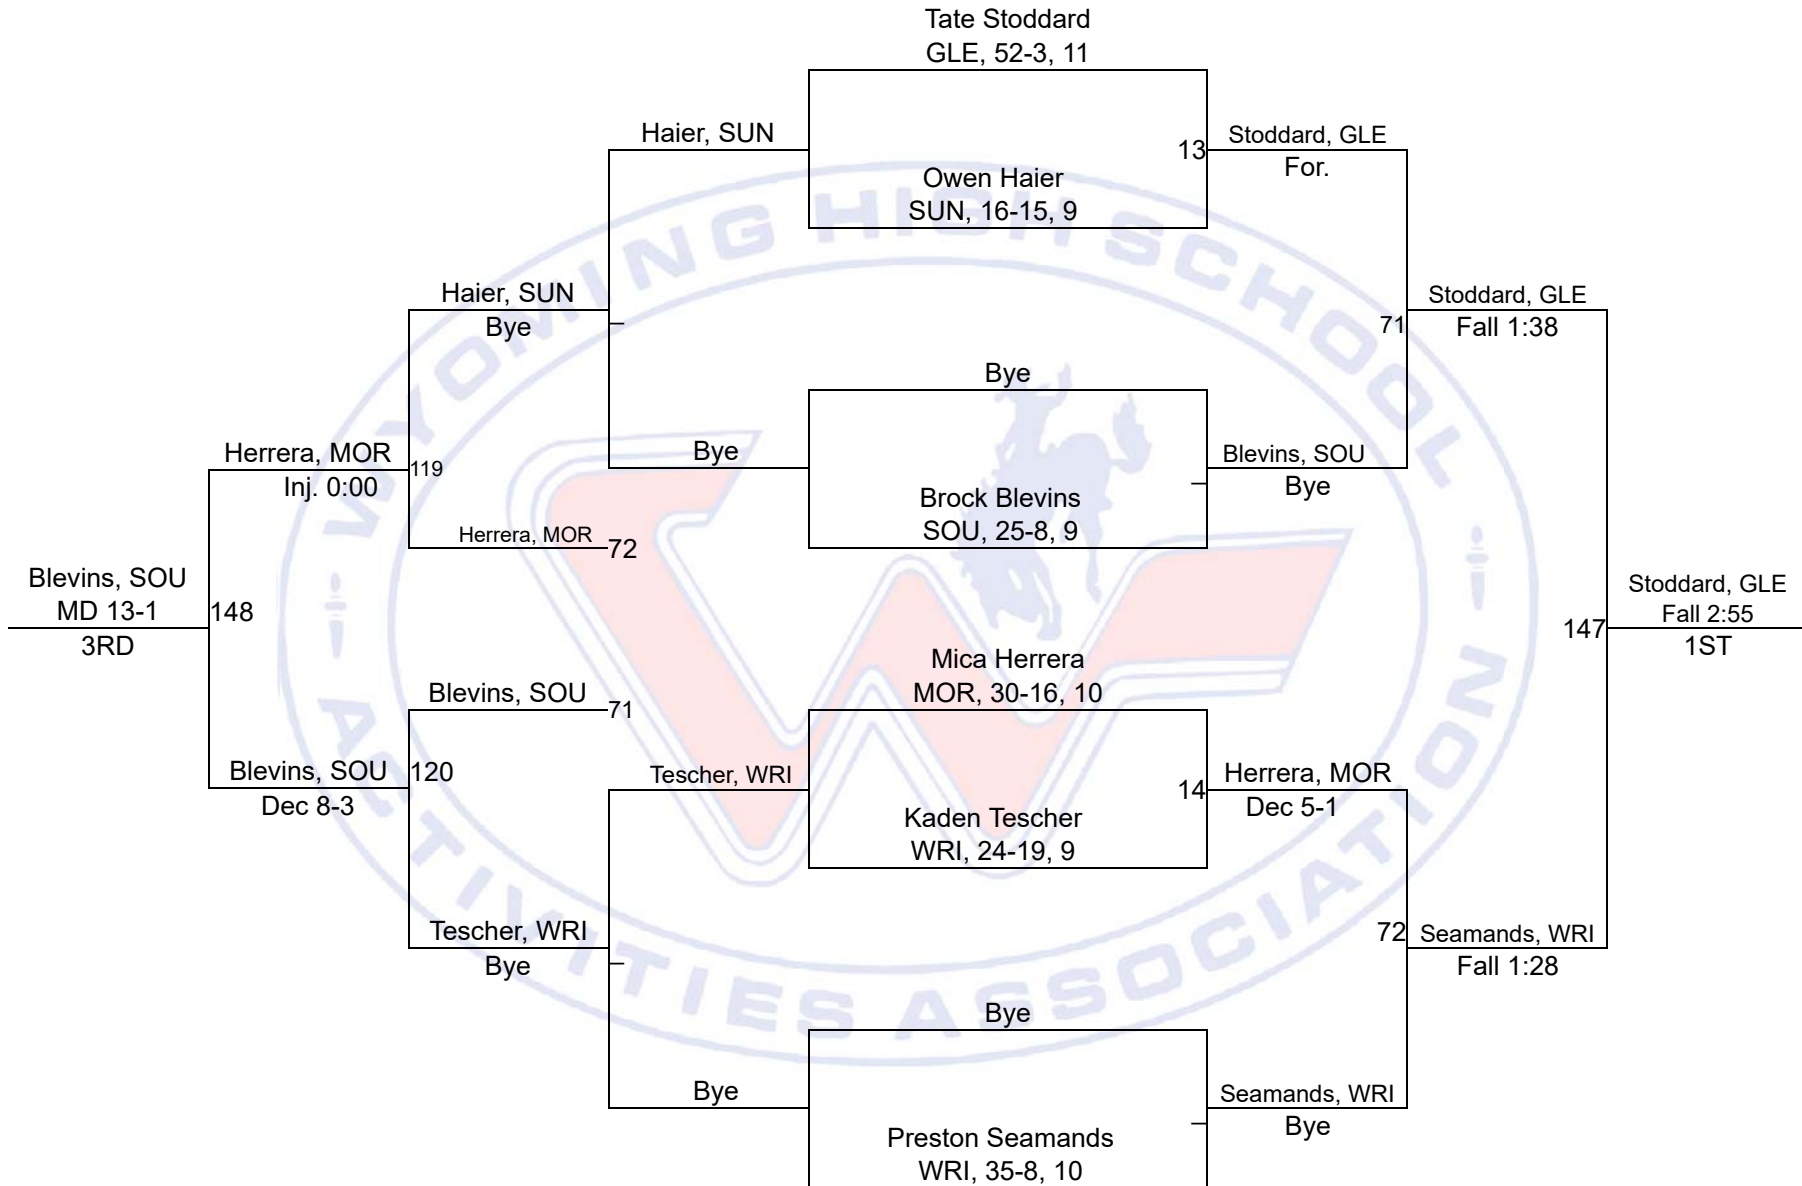 Tate Stoddard
GLE, 52-3, 11
Haier, SUN
13
Stoddard, GLE
For.
Owen Haier
SUN, 16-15, 9
Haier, SUN
Bye
Stoddard, GLE
71
Fall 1:38
Bye
Herrera, MOR
119
Inj. 0:00
Bye
Blevins, SOU
Bye
Brock Blevins
SOU, 25-8, 9
Herrera, MOR
72
Blevins, SOU
MD 13-1
148
3RD
Stoddard, GLE
Fall 2:55
147
1ST
Mica Herrera
MOR, 30-16, 10
Blevins, SOU
71
Blevins, SOU
120
Dec 8-3
Tescher, WRI
14
Herrera, MOR
Dec 5-1
Kaden Tescher
WRI, 24-19, 9
Tescher, WRI
Bye
72
Seamands, WRI
Fall 1:28
Bye
Bye
Seamands, WRI
Bye
Preston Seamands
WRI, 35-8, 10
WYOMING HIGH SCHOOL
ACTIVITIES ASSOCIATION